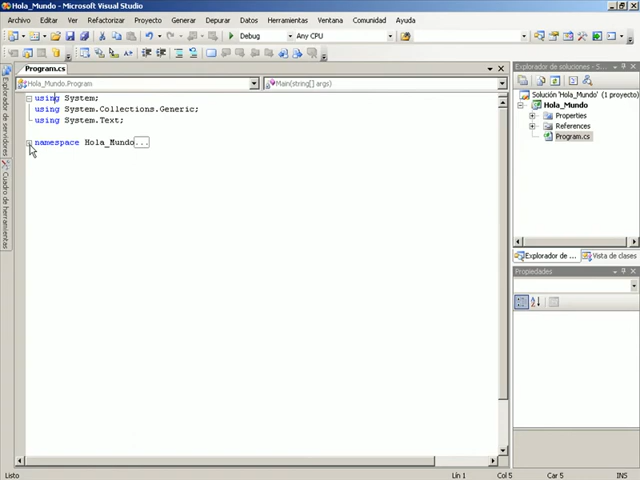 Hola_Mundo - Microsoft Visual Studio
Archivo Editar Ver Refactorizar Proyecto Generar Depurar Datos Herramientas Ventana Comunidad Ayuda
Debug Any CPU
Program.cs
Hola_Mundo.Program Main(string[] args)
using System;
using System.Collections.Generic;
using System.Text;
namespace Hola_Mundo...
Explorador de servidores
Cuadro de herramientas
Explorador de soluciones - S...
Solución 'Hola_Mundo' (1 proyecto)
Hola_Mundo
Properties
References
Program.cs
Explorador de ... Vista de clases
Propiedades
Listo Lín 1 Col 5 Car 5 INS